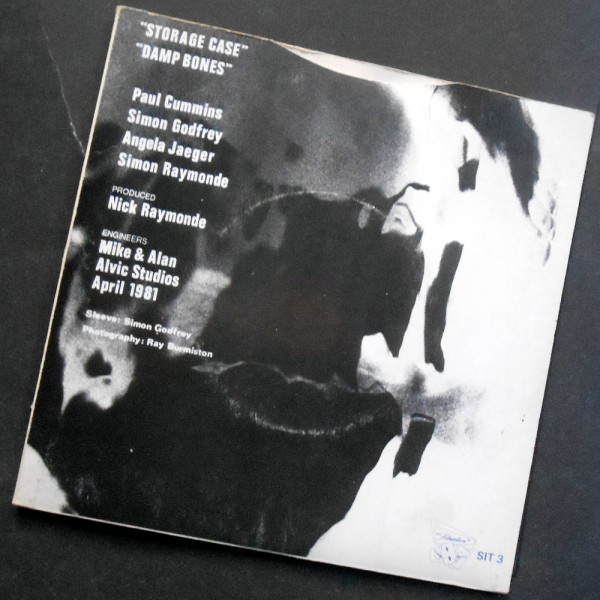 "STORAGE CASE"
"DAMP BONES"
Paul Cummins
Simon Godfrey
Angela Jaeger
Simon Raymonde
PRODUCED
Nick Raymonde
ENGINEERS
Mike & Alan
Alvic Studios
April 1981
Sleeve: Simon Godfrey
Photography: Ray Burmiston
SIT 3